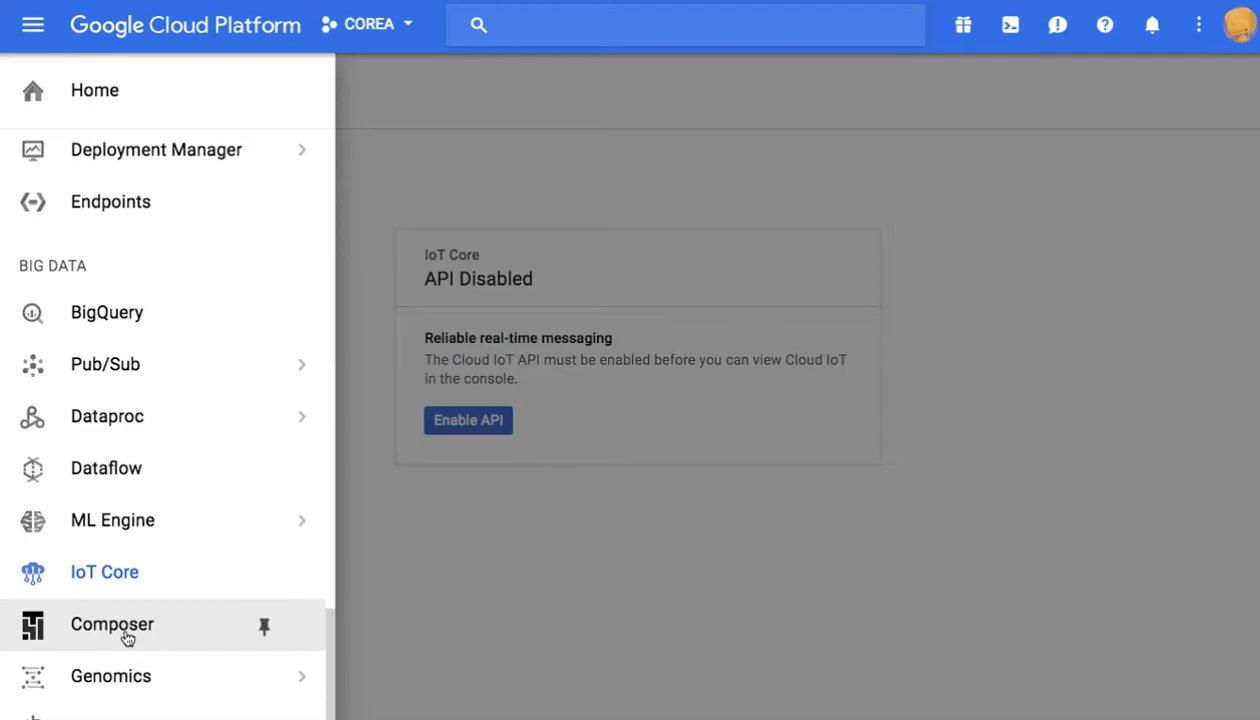 Google Cloud Platform
COREA
Home
Deployment Manager
Endpoints
BIG DATA
BigQuery
Pub/Sub
Dataproc
Dataflow
ML Engine
IoT Core
Composer
Genomics
IoT Core
API Disabled
Reliable real-time messaging
The Cloud IoT API must be enabled before you can view Cloud IoT
in the console.
Enable API